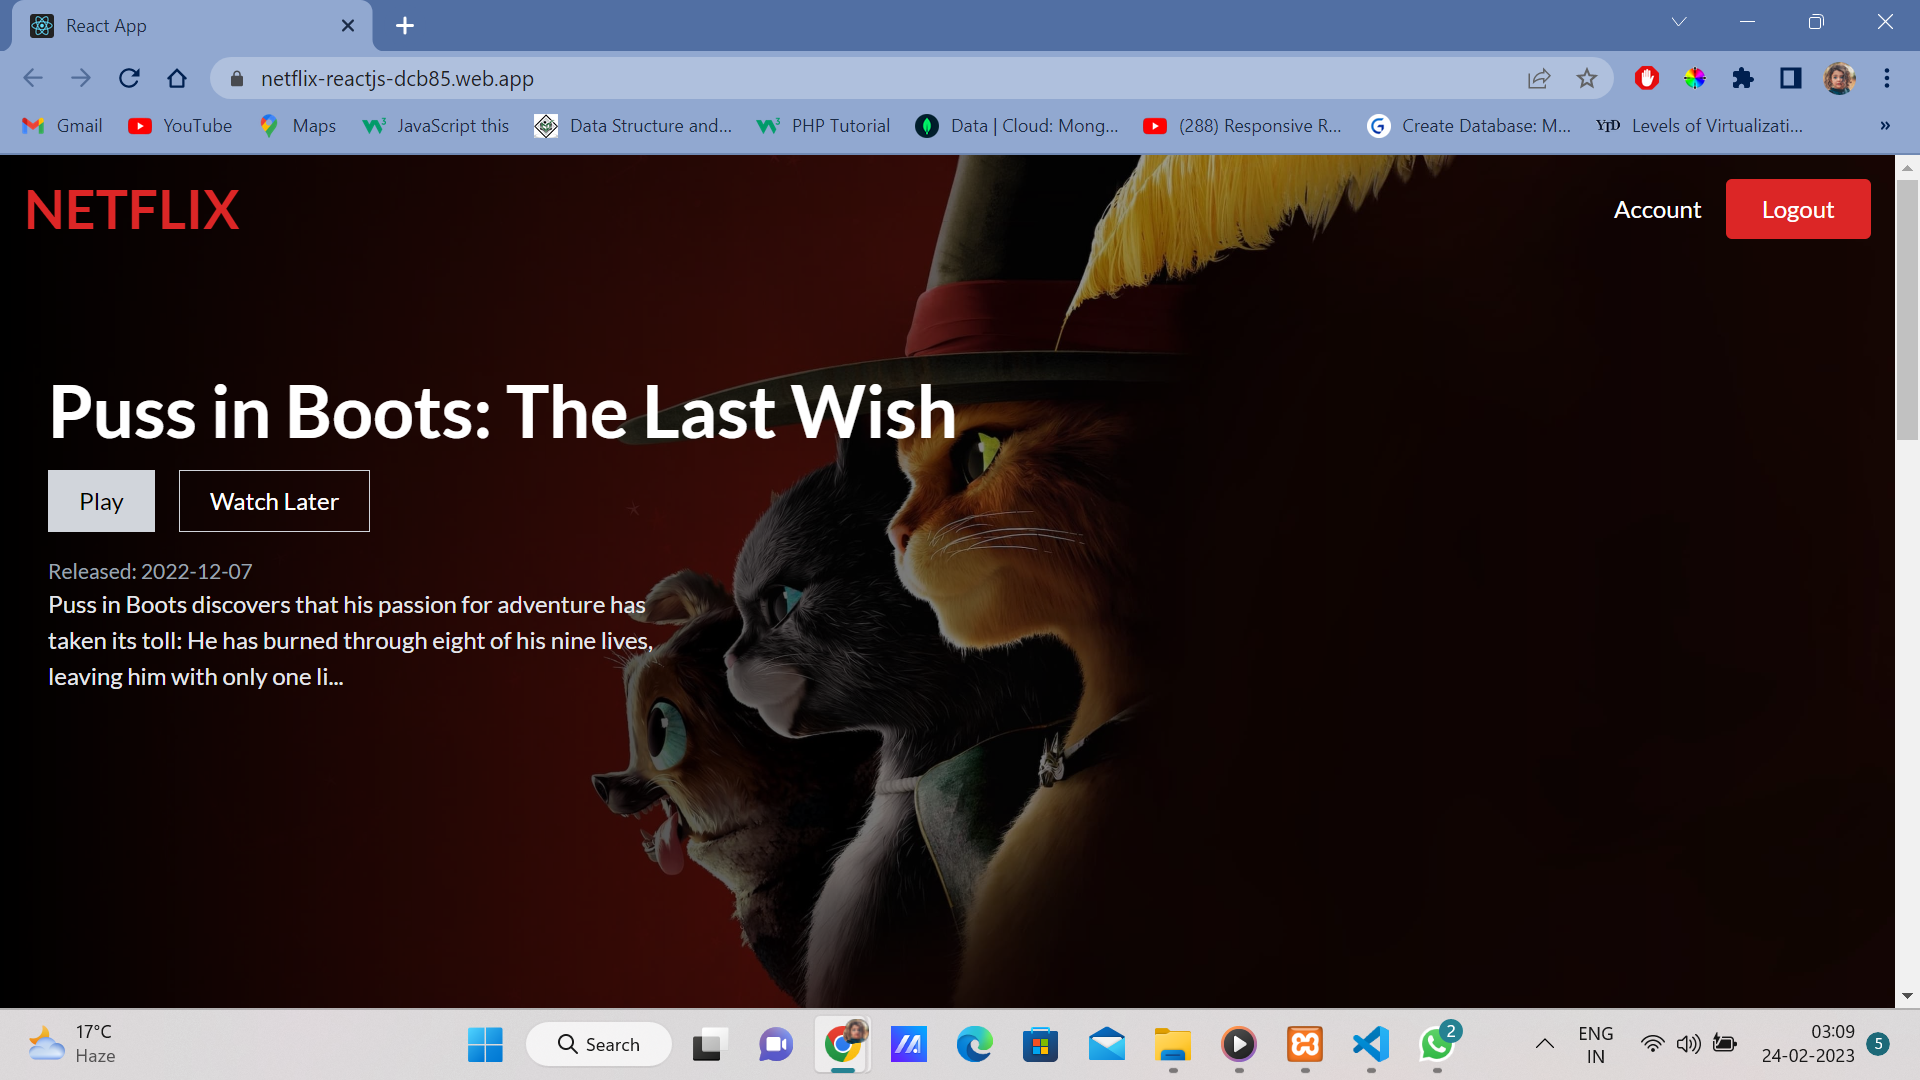 React App
netflix-reactjs-dcb85.web.app
Gmail
YouTube
Maps
JavaScript this
Data Structure and...
PHP Tutorial
Data | Cloud: Mong...
(288) Responsive R...
Create Database: M...
YTD
Levels of Virtualizati...
»
NETFLIX
Account
Logout
Puss in Boots: The Last Wish
Play
Watch Later
Released: 2022-12-07
Puss in Boots discovers that his passion for adventure has
taken its toll: He has burned through eight of his nine lives,
leaving him with only one li...
17°C
Haze
Search
2
ENG
IN
03:09
24-02-2023
5